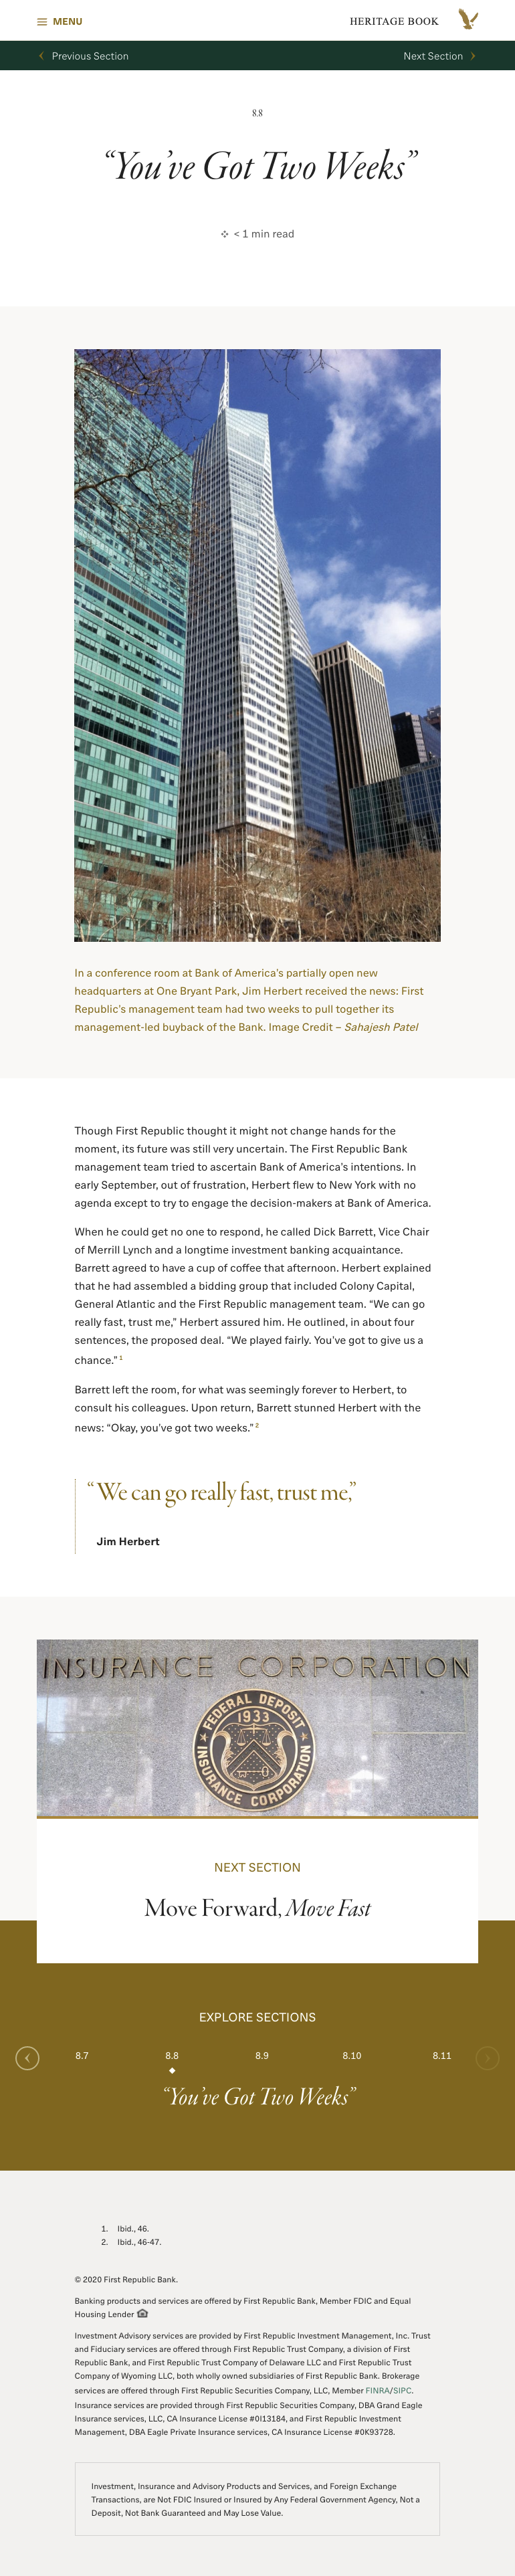 MENU
HERITAGE BOOK
Previous Section
Next Section
8.8
“You’ve Got Two Weeks”
< 1 min read
In a conference room at Bank of America’s partially open new
headquarters at One Bryant Park, Jim Herbert received the news: First
Republic’s management team had two weeks to pull together its
management-led buyback of the Bank. Image Credit – Sahajesh Patel
Though First Republic thought it might not change hands for the
moment, its future was still very uncertain. The First Republic Bank
management team tried to ascertain Bank of America’s intentions. In
early September, out of frustration, Herbert flew to New York with no
agenda except to try to engage the decision-makers at Bank of America.
When he could get no one to respond, he called Dick Barrett, Vice Chair
of Merrill Lynch and a longtime investment banking acquaintance.
Barrett agreed to have a cup of coffee that afternoon. Herbert explained
that he had assembled a bidding group that included Colony Capital,
General Atlantic and the First Republic management team. “We can go
really fast, trust me,” Herbert assured him. He outlined, in about four
sentences, the proposed deal. “We played fairly. You’ve got to give us a
chance.” 1
Barrett left the room, for what was seemingly forever to Herbert, to
consult his colleagues. Upon return, Barrett stunned Herbert with the
news: “Okay, you’ve got two weeks.” 2
“We can go really fast, trust me,”
Jim Herbert
INSURANCE CORPORATION
FEDERAL DEPOSIT
1933
INSURANCE CORPORATION
NEXT SECTION
Move Forward, Move Fast
EXPLORE SECTIONS
8.7 8.8 8.9 8.10 8.11
“You’ve Got Two Weeks”
1. Ibid., 46.
2. Ibid., 46-47.
© 2020 First Republic Bank.
Banking products and services are offered by First Republic Bank, Member FDIC and Equal
Housing Lender
Investment Advisory services are provided by First Republic Investment Management, Inc. Trust
and Fiduciary services are offered through First Republic Trust Company, a division of First
Republic Bank, and First Republic Trust Company of Delaware LLC and First Republic Trust
Company of Wyoming LLC, both wholly owned subsidiaries of First Republic Bank. Brokerage
services are offered through First Republic Securities Company, LLC, Member FINRA/SIPC.
Insurance services are provided through First Republic Securities Company, DBA Grand Eagle
Insurance services, LLC, CA Insurance License #0I13184, and First Republic Investment
Management, DBA Eagle Private Insurance services, CA Insurance License #0K93728.
Investment, Insurance and Advisory Products and Services, and Foreign Exchange
Transactions, are Not FDIC Insured or Insured by Any Federal Government Agency, Not a
Deposit, Not Bank Guaranteed and May Lose Value.